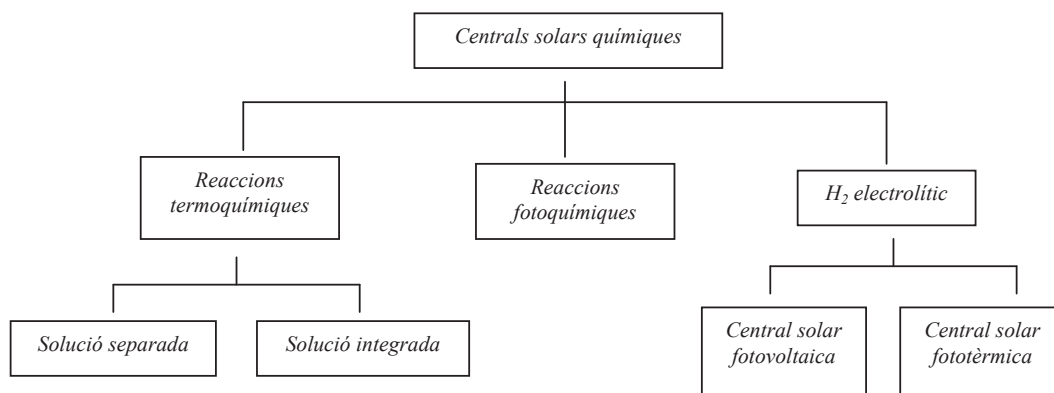 Centrals solars químiques
Reaccions
termoquímiques
Reaccions
fotoquímiques
H₂ electrolític
Solució separada
Solució integrada
Central solar
fotovoltaica
Central solar
fototèrmica